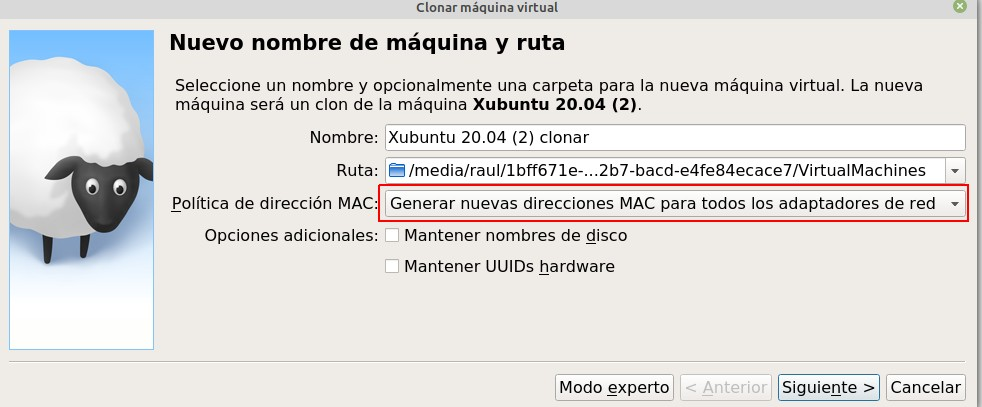 Clonar máquina virtual
Nuevo nombre de máquina y ruta
Seleccione un nombre y opcionalmente una carpeta para la nueva máquina virtual. La nueva
máquina será un clon de la máquina Xubuntu 20.04 (2).
Nombre: Xubuntu 20.04 (2) clonar
Ruta: /media/raul/1bff671e-...2b7-bacd-e4fe84ecace7/VirtualMachines
Política de dirección MAC: Generar nuevas direcciones MAC para todos los adaptadores de red
Opciones adicionales: Mantener nombres de disco
Mantener UUIDs hardware
Modo experto < Anterior Siguiente > Cancelar